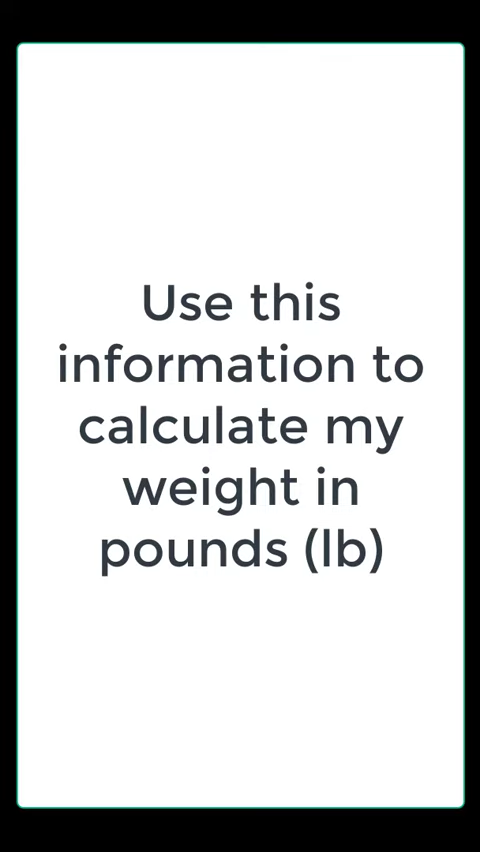 Use this
information to
calculate my
weight in
pounds (lb)